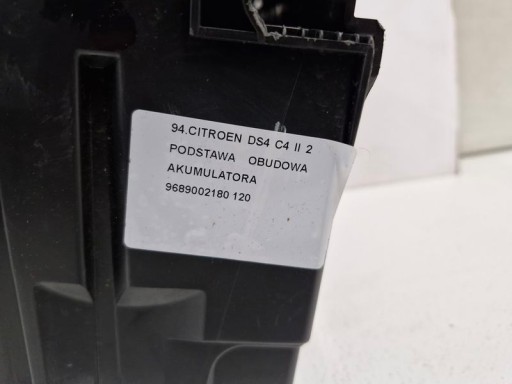 94.CITROEN DS4 C4 II 2
PODSTAWA OBUDOWA
AKUMULATORA
9689002180 120